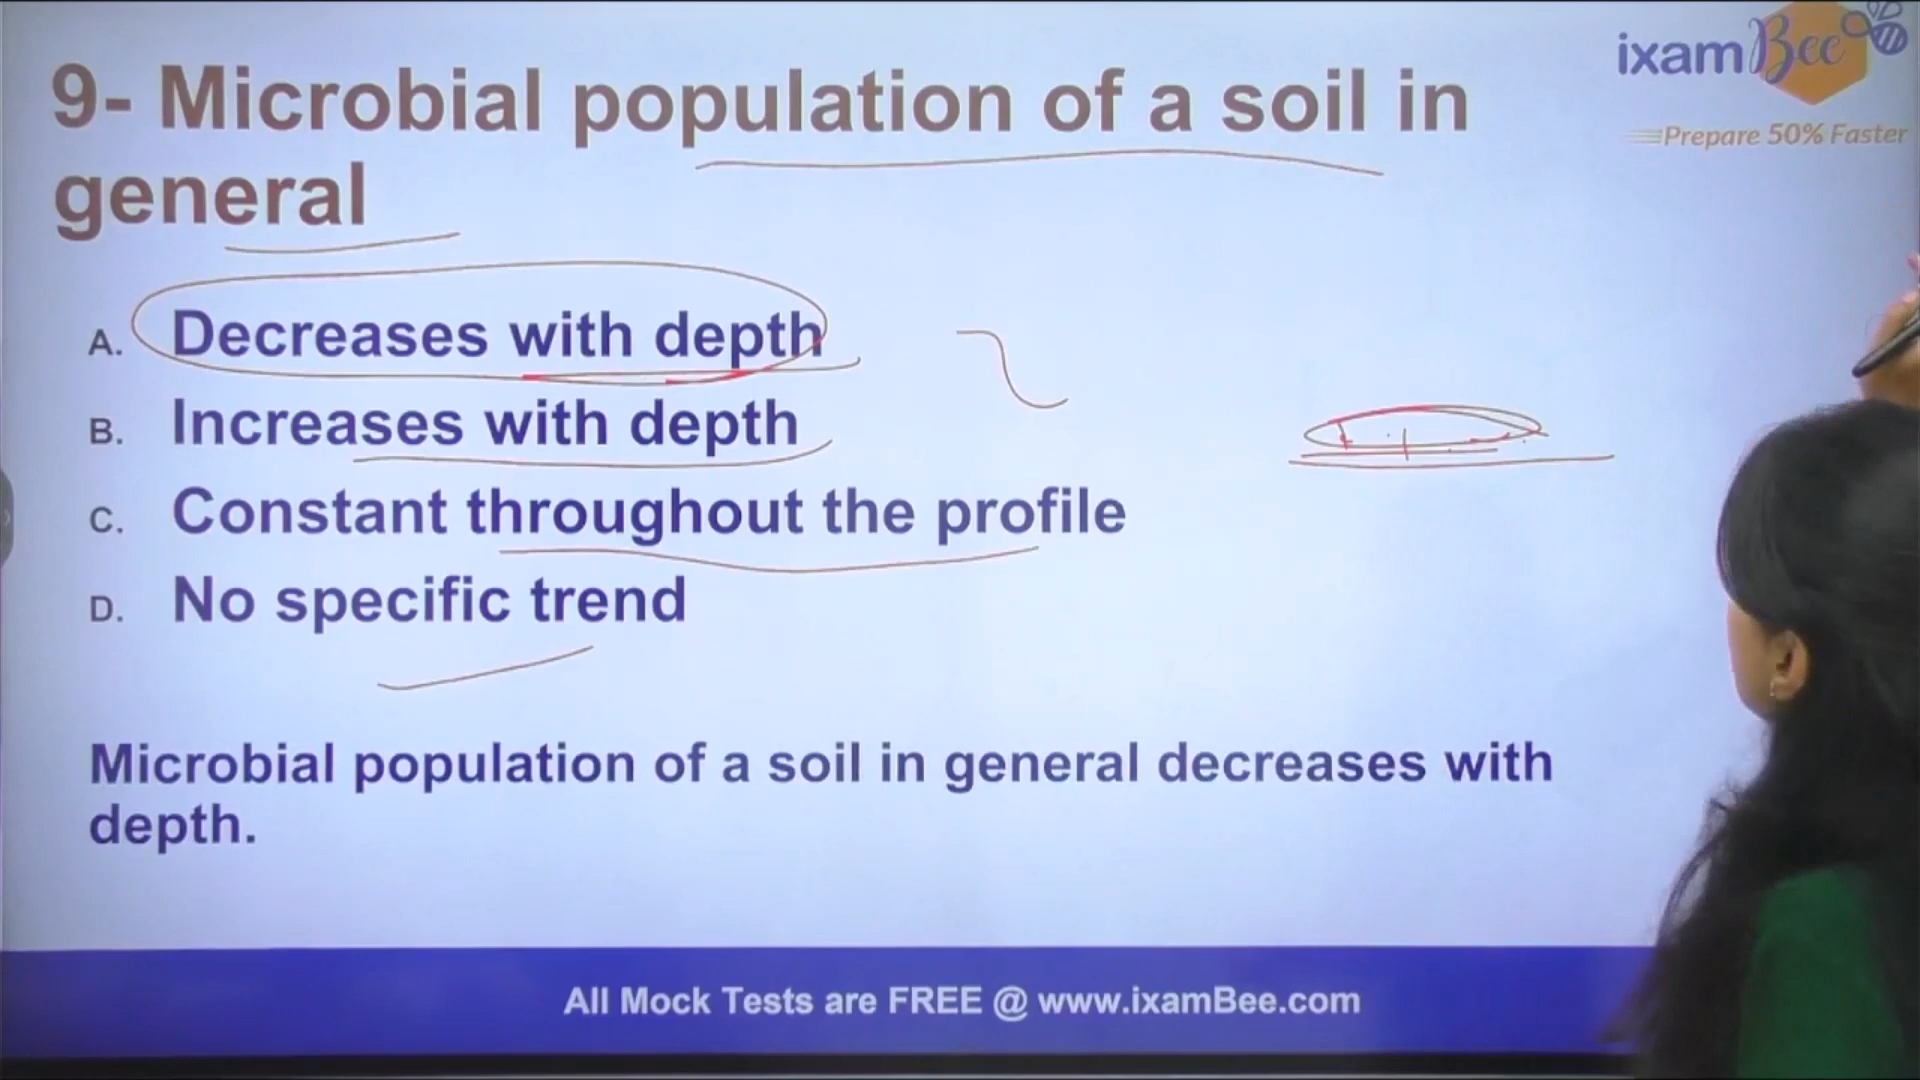 ixamBee
Prepare 50% Faster
9- Microbial population of a soil in
general
A. Decreases with depth
B. Increases with depth
C. Constant throughout the profile
D. No specific trend
Microbial population of a soil in general decreases with
depth.
All Mock Tests are FREE @ www.ixamBee.com